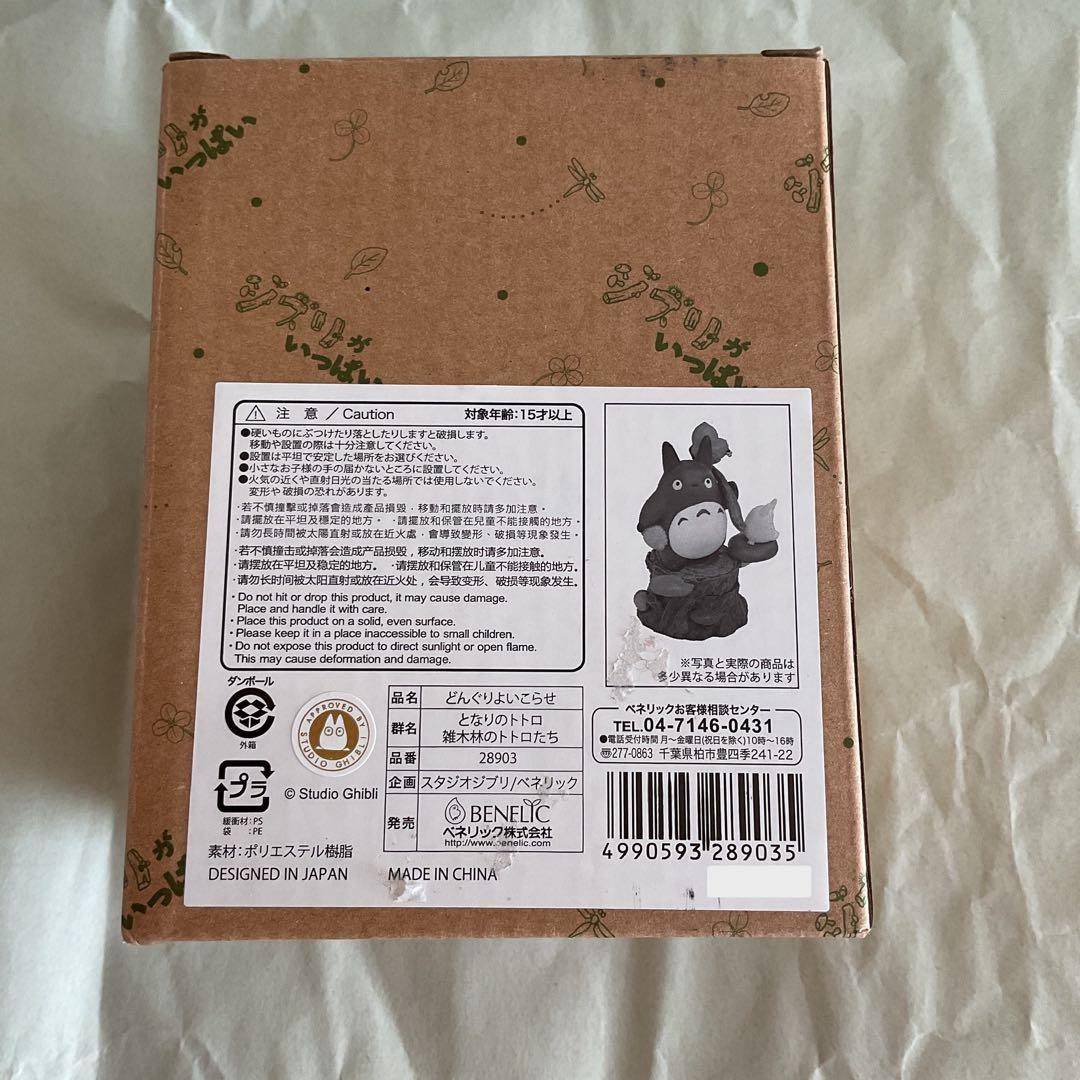 ジブリが
いっぱい
ジブリが
いっぱい
ジブリが
いっぱい
⚠ 注 意 / Caution 対象年齢:15才以上
●硬いものにぶつけたり落としたりしますと破損します。
移動や設置の際は十分注意してください。
●設置は平坦で安定した場所をお選びください。
●小さなお子様の手の届かないところに設置してください。
●火気の近くや直射日光の当たる場所では使用しないでください。
変形や 破損の恐れがあります。
·若不慎撞擊或掉落會造成產品損毀,移動和擺放時請多加注意。
·請擺放在平坦及穩定的地方。 ·請擺放和保管在兒童不能接觸的地方。
·請勿長時間被太陽直射或放在近火處,會導致變形、破損等現象發生。
·若不慎撞击或掉落会造成产品损毁,移动和摆放时请多加注意。
·请摆放在平坦及稳定的地方。 ·请摆放和保管在儿童不能接触的地方。
·请勿长时间被太阳直射或放在近火处,会导致变形、破损等现象发生。
• Do not hit or drop this product, it may cause damage.
Place and handle it with care.
• Place this product on a solid, even surface.
• Please keep it in a place inaccessible to small children.
• Do not expose this product to direct sunlight or open flame.
This may cause deformation and damage.
※写真と実際の商品は
多少異なる場合があります
ダンボール
外箱
プラ
緩衝材:PS
袋 :PE
APPROVED BY STUDIO GHIBLI
© Studio Ghibli
品名 どんぐりよいこらせ
群名 となりのトトロ
雑木林のトトロたち
品番 28903
企画 スタジオジブリ/ベネリック
発売 BENELIC
ベネリック株式会社
http://www.benelic.com
ベネリックお客様相談センター
TEL.04-7146-0431
●電話受付時間 月~金曜日(祝日を除く)10時~16時
〠277-0863 千葉県柏市豊四季241-22
4990593 289035
素材:ポリエステル樹脂
DESIGNED IN JAPAN MADE IN CHINA
いっぱい